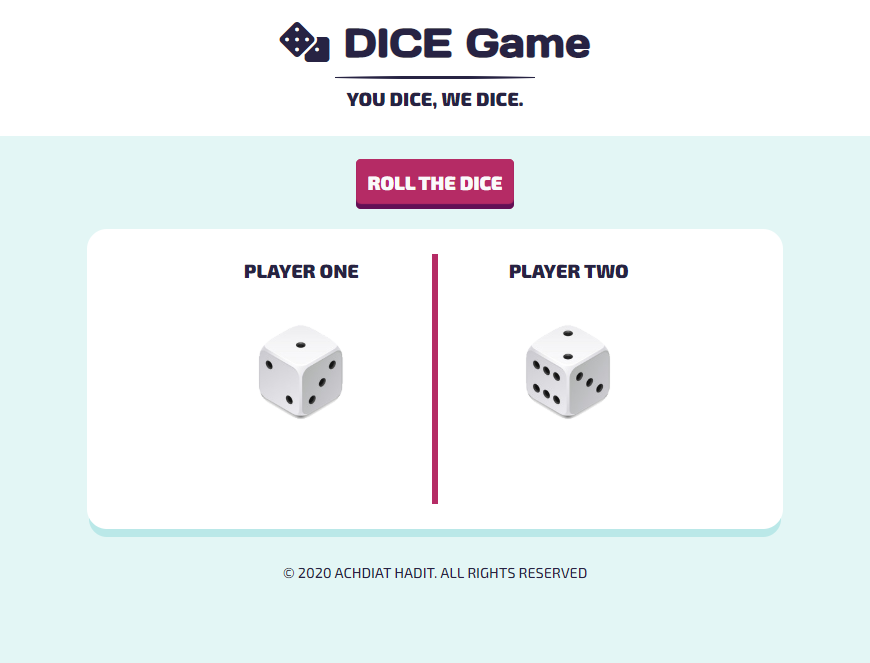 DICE Game
YOU DICE, WE DICE.
ROLL THE DICE
PLAYER ONE
PLAYER TWO
© 2020 ACHDIAT HADIT. ALL RIGHTS RESERVED